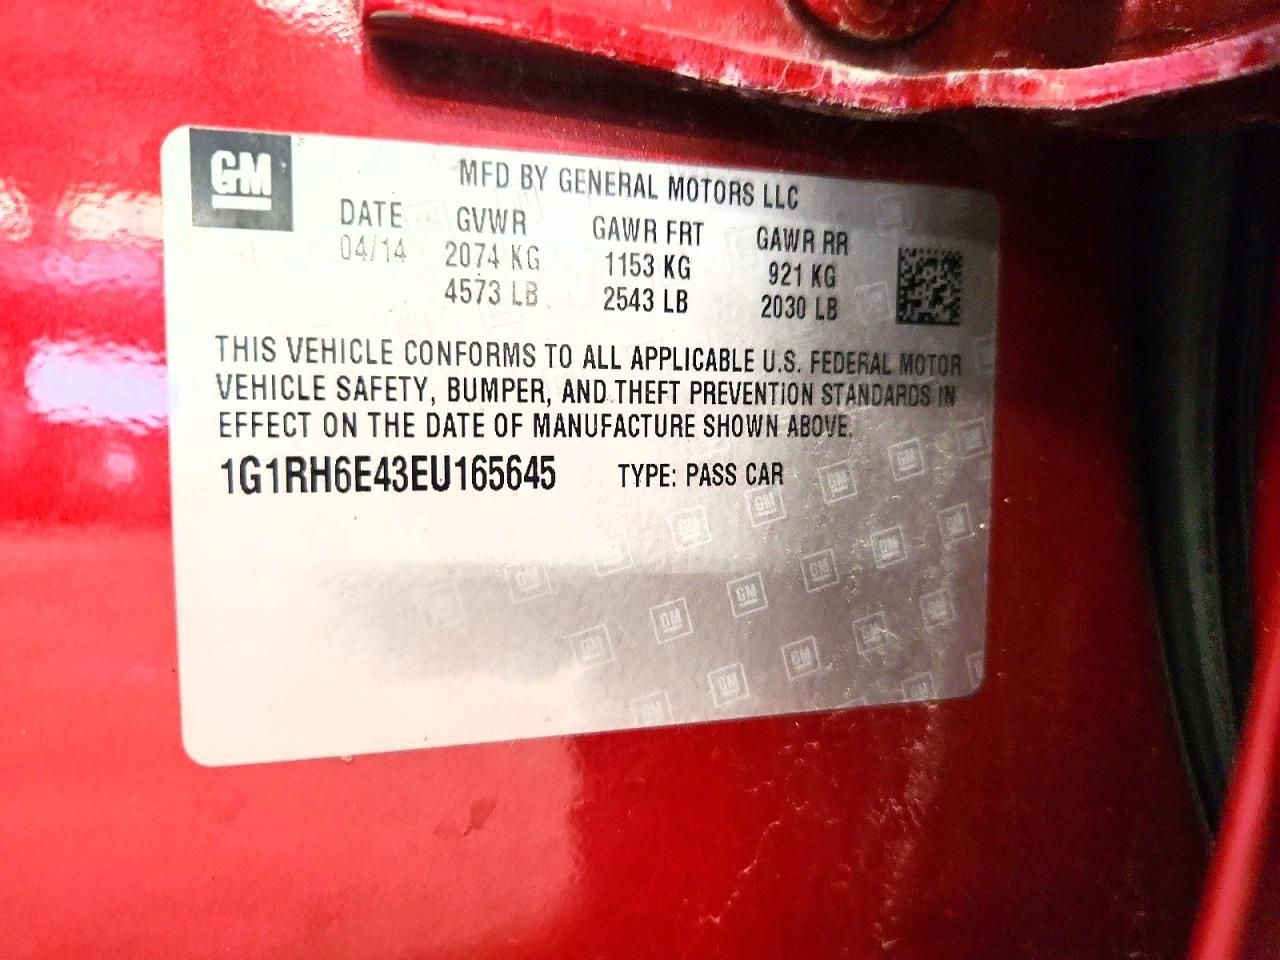 GM
MFD BY GENERAL MOTORS LLC
DATE GVWR GAWR FRT GAWR RR
04/14 2074 KG 1153 KG 921 KG
4573 LB 2543 LB 2030 LB
THIS VEHICLE CONFORMS TO ALL APPLICABLE U.S. FEDERAL MOTOR
VEHICLE SAFETY, BUMPER, AND THEFT PREVENTION STANDARDS IN
EFFECT ON THE DATE OF MANUFACTURE SHOWN ABOVE.
1G1RH6E43EU165645 TYPE: PASS CAR